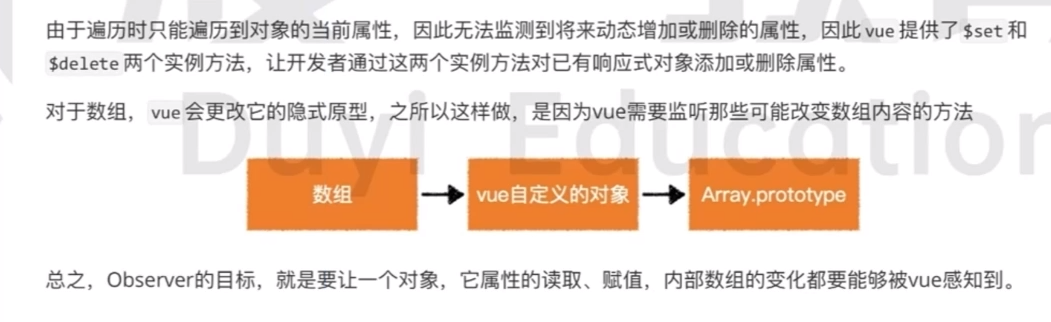 由于遍历时只能遍历到对象的当前属性，因此无法监测到将来动态增加或删除的属性，因此 vue 提供了 $set 和
$delete 两个实例方法，让开发者通过这两个实例方法对已有响应式对象添加或删除属性。
对于数组， vue 会更改它的隐式原型，之所以这样做，是因为vue需要监听那些可能改变数组内容的方法
Duyi Education
数组 vue自定义的对象 Array.prototype
总之，Observer的目标，就是要让一个对象，它属性的读取、赋值，内部数组的变化都要能够被vue感知到。